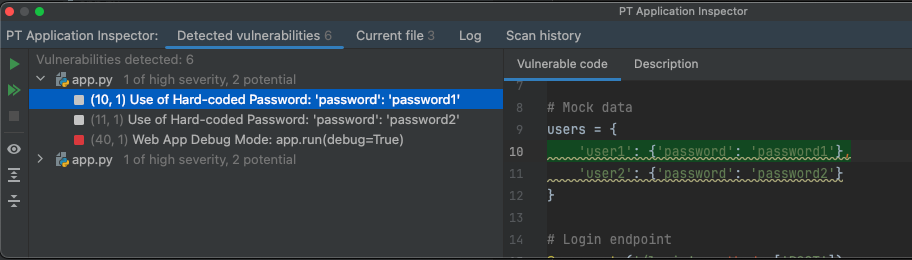 PT Application Inspector
PT Application Inspector: Detected vulnerabilities 6 Current file 3 Log Scan history
Vulnerabilities detected: 6
app.py 1 of high severity, 2 potential
(10, 1) Use of Hard-coded Password: 'password': 'password1'
(11, 1) Use of Hard-coded Password: 'password': 'password2'
(40, 1) Web App Debug Mode: app.run(debug=True)
app.py 1 of high severity, 2 potential
Vulnerable code Description
7
8 # Mock data
9 users = {
10 'user1': {'password': 'password1'},
11 'user2': {'password': 'password2'}
12 }
13
14 # Login endpoint